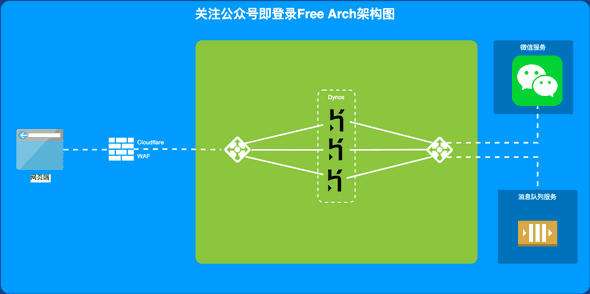 关注公众号即登录Free Arch架构图
微信服务
Dynos
Cloudflare
WAF
网页端
消息队列服务